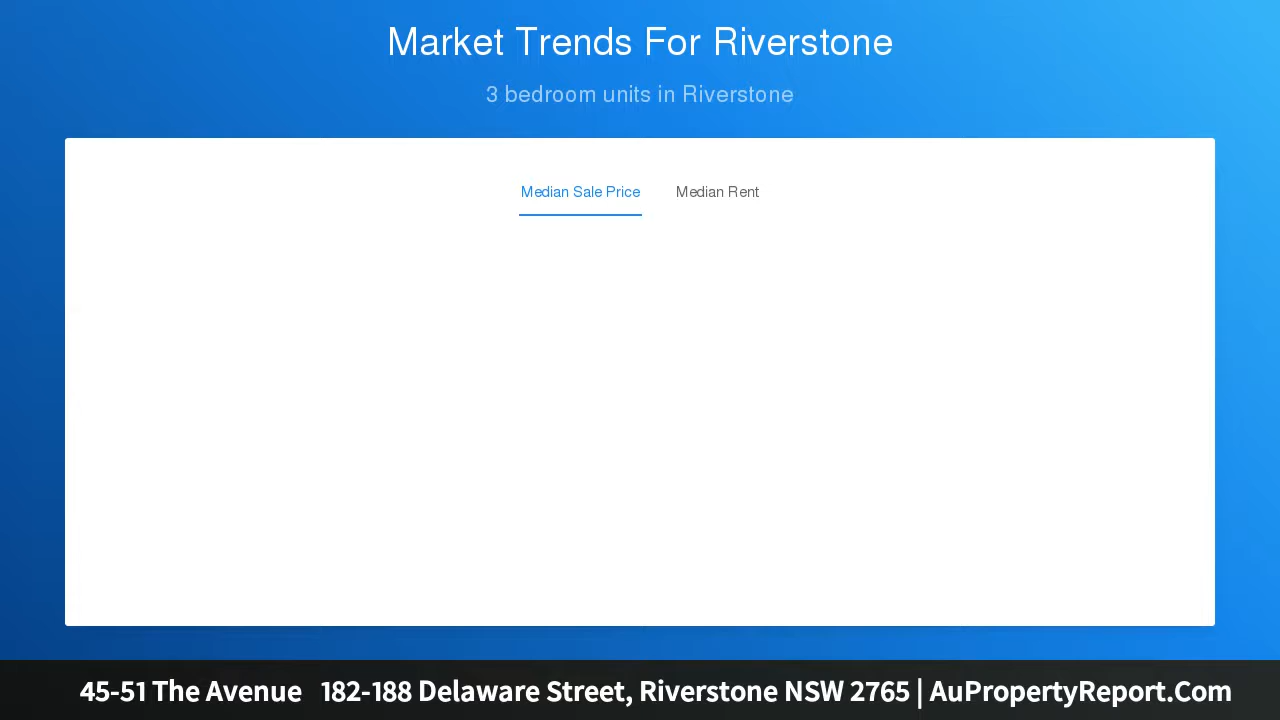 Market Trends For Riverstone
3 bedroom units in Riverstone
Median Sale Price Median Rent
45-51 The Avenue 182-188 Delaware Street, Riverstone NSW 2765 | AuPropertyReport.Com